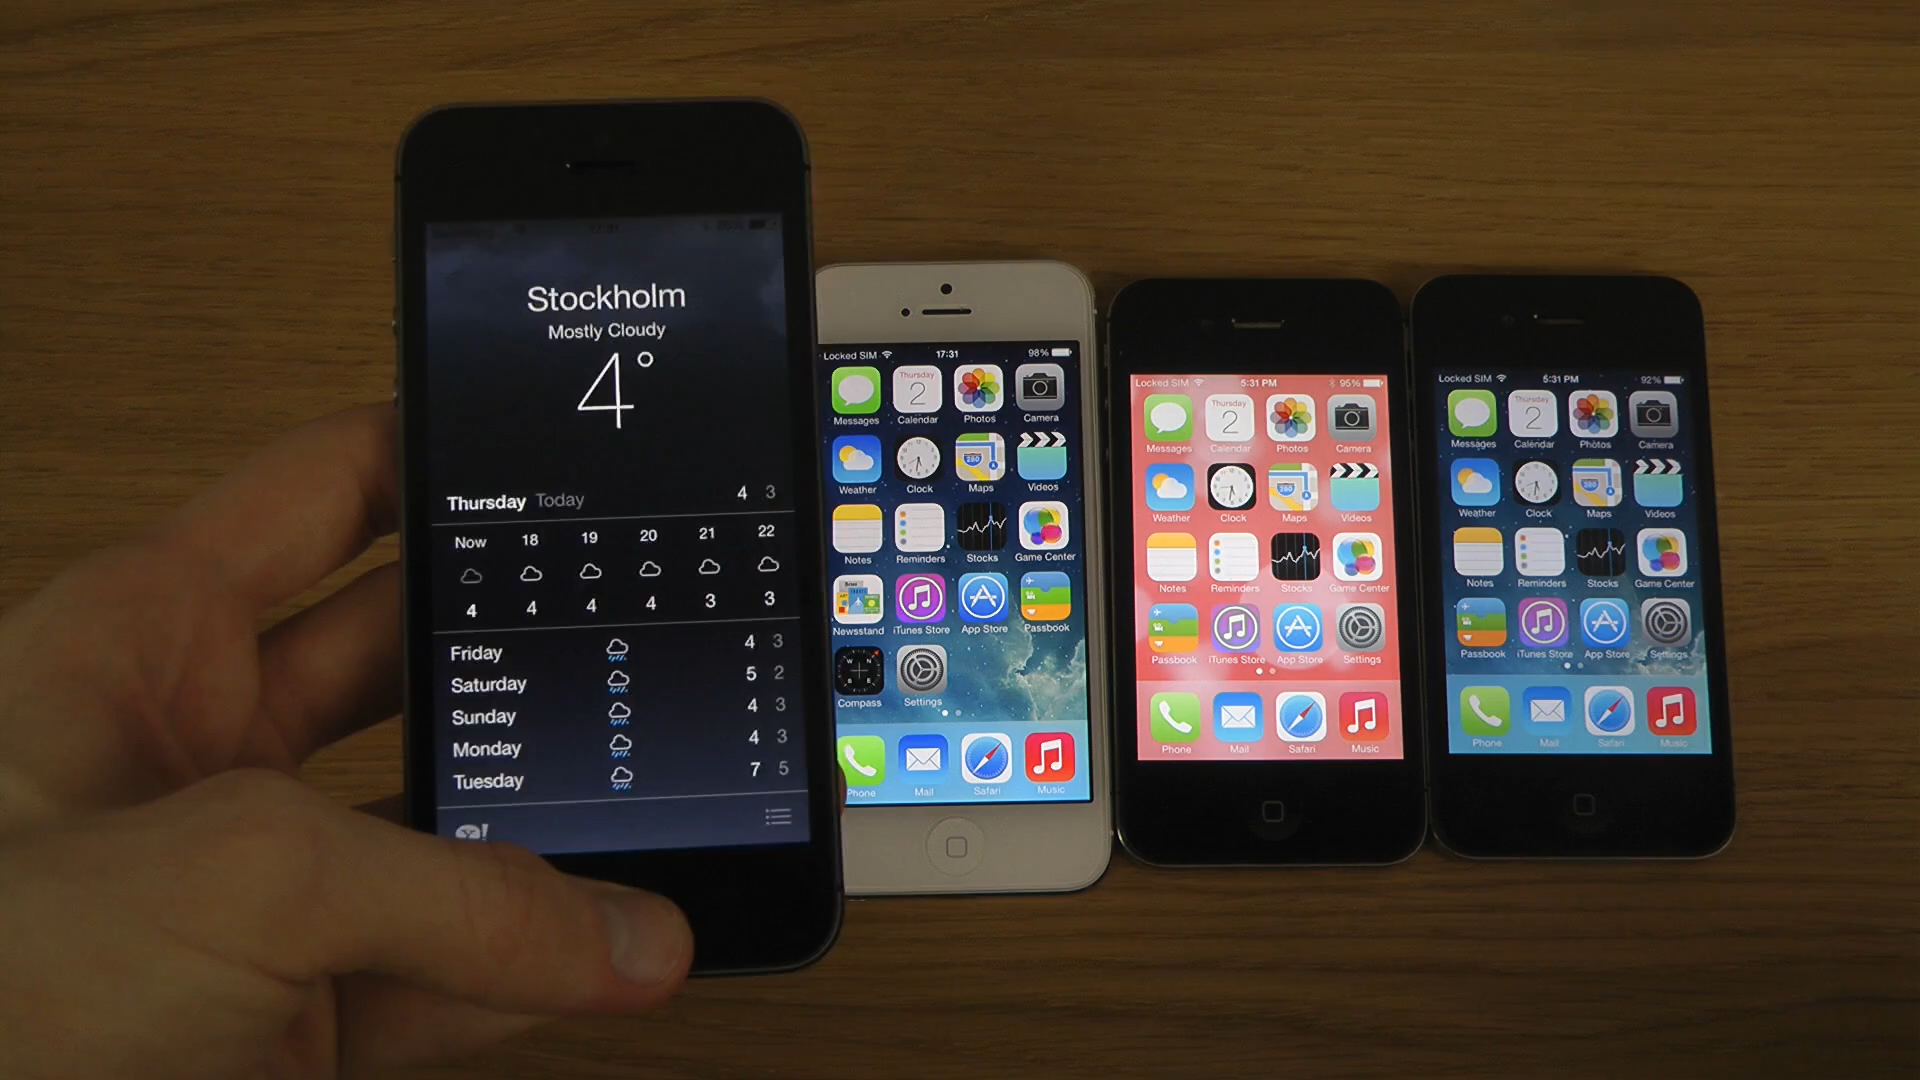 17:31
Stockholm
Mostly Cloudy
4°
Thursday Today 4 3
Now 18 19 20 21 22
4 4 4 4 3 3
Friday 4 3
Saturday 5 2
Sunday 4 3
Monday 4 3
Tuesday 7 5
Y!
Locked SIM 17:31 98%
Thursday
2
Messages Calendar Photos Camera
280
Weather Clock Maps Videos
Notes Reminders Stocks Game Center
Newsstand iTunes Store App Store Passbook
N
W E
S
Compass Settings
Phone Mail Safari Music
Locked SIM 5:31 PM 95%
Thursday
2
Messages Calendar Photos Camera
280
Weather Clock Maps Videos
Notes Reminders Stocks Game Center
Passbook iTunes Store App Store Settings
Phone Mail Safari Music
Locked SIM 5:31 PM 92%
Thursday
2
Messages Calendar Photos Camera
280
Weather Clock Maps Videos
Notes Reminders Stocks Game Center
Passbook iTunes Store App Store Settings
Phone Mail Safari Music